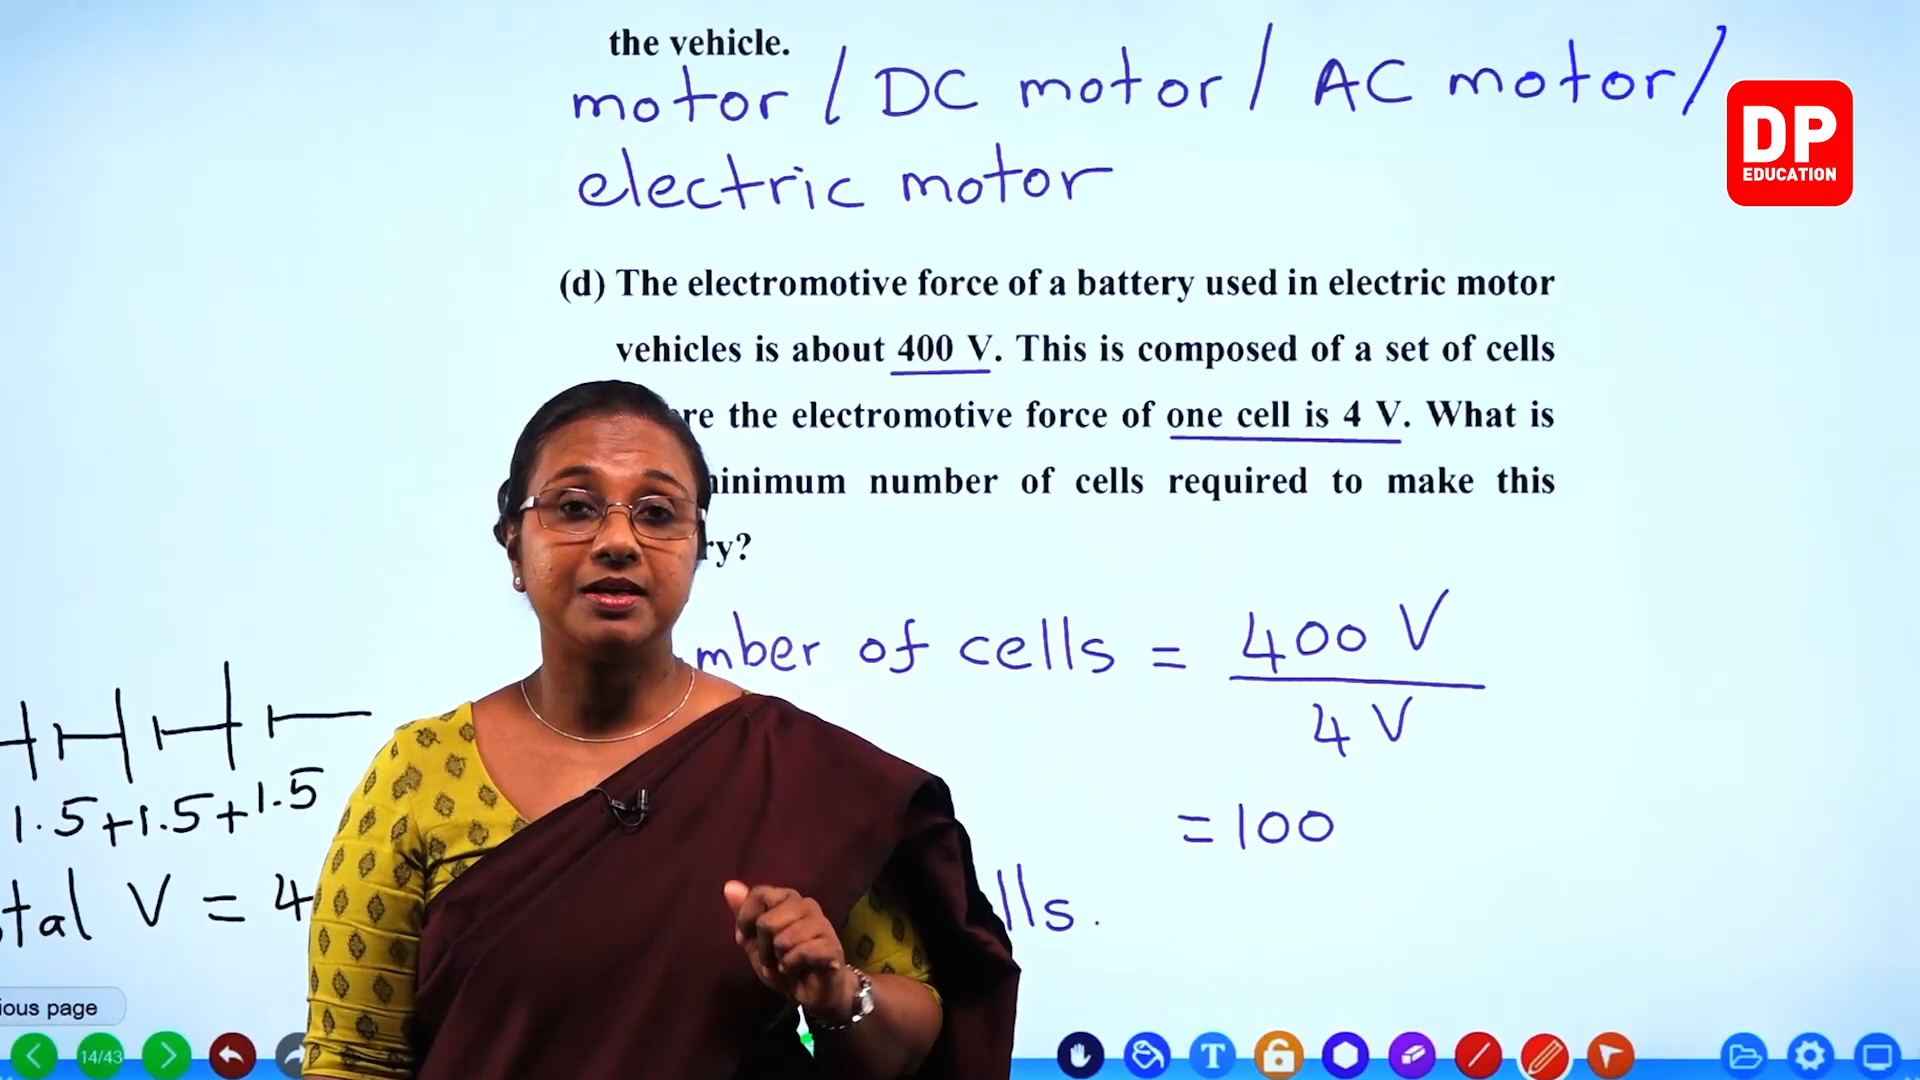 the vehicle.
motor / DC motor / AC motor /
electric motor
DP
EDUCATION
(d) The electromotive force of a battery used in electric motor
vehicles is about 400 V. This is composed of a set of cells
re the electromotive force of one cell is 4 V. What is
inimum number of cells required to make this
ry?
mber of cells = 400 V
4 V
= 100
lls.
1.5+1.5+1.5
tal V = 4
ious page
14/43
T